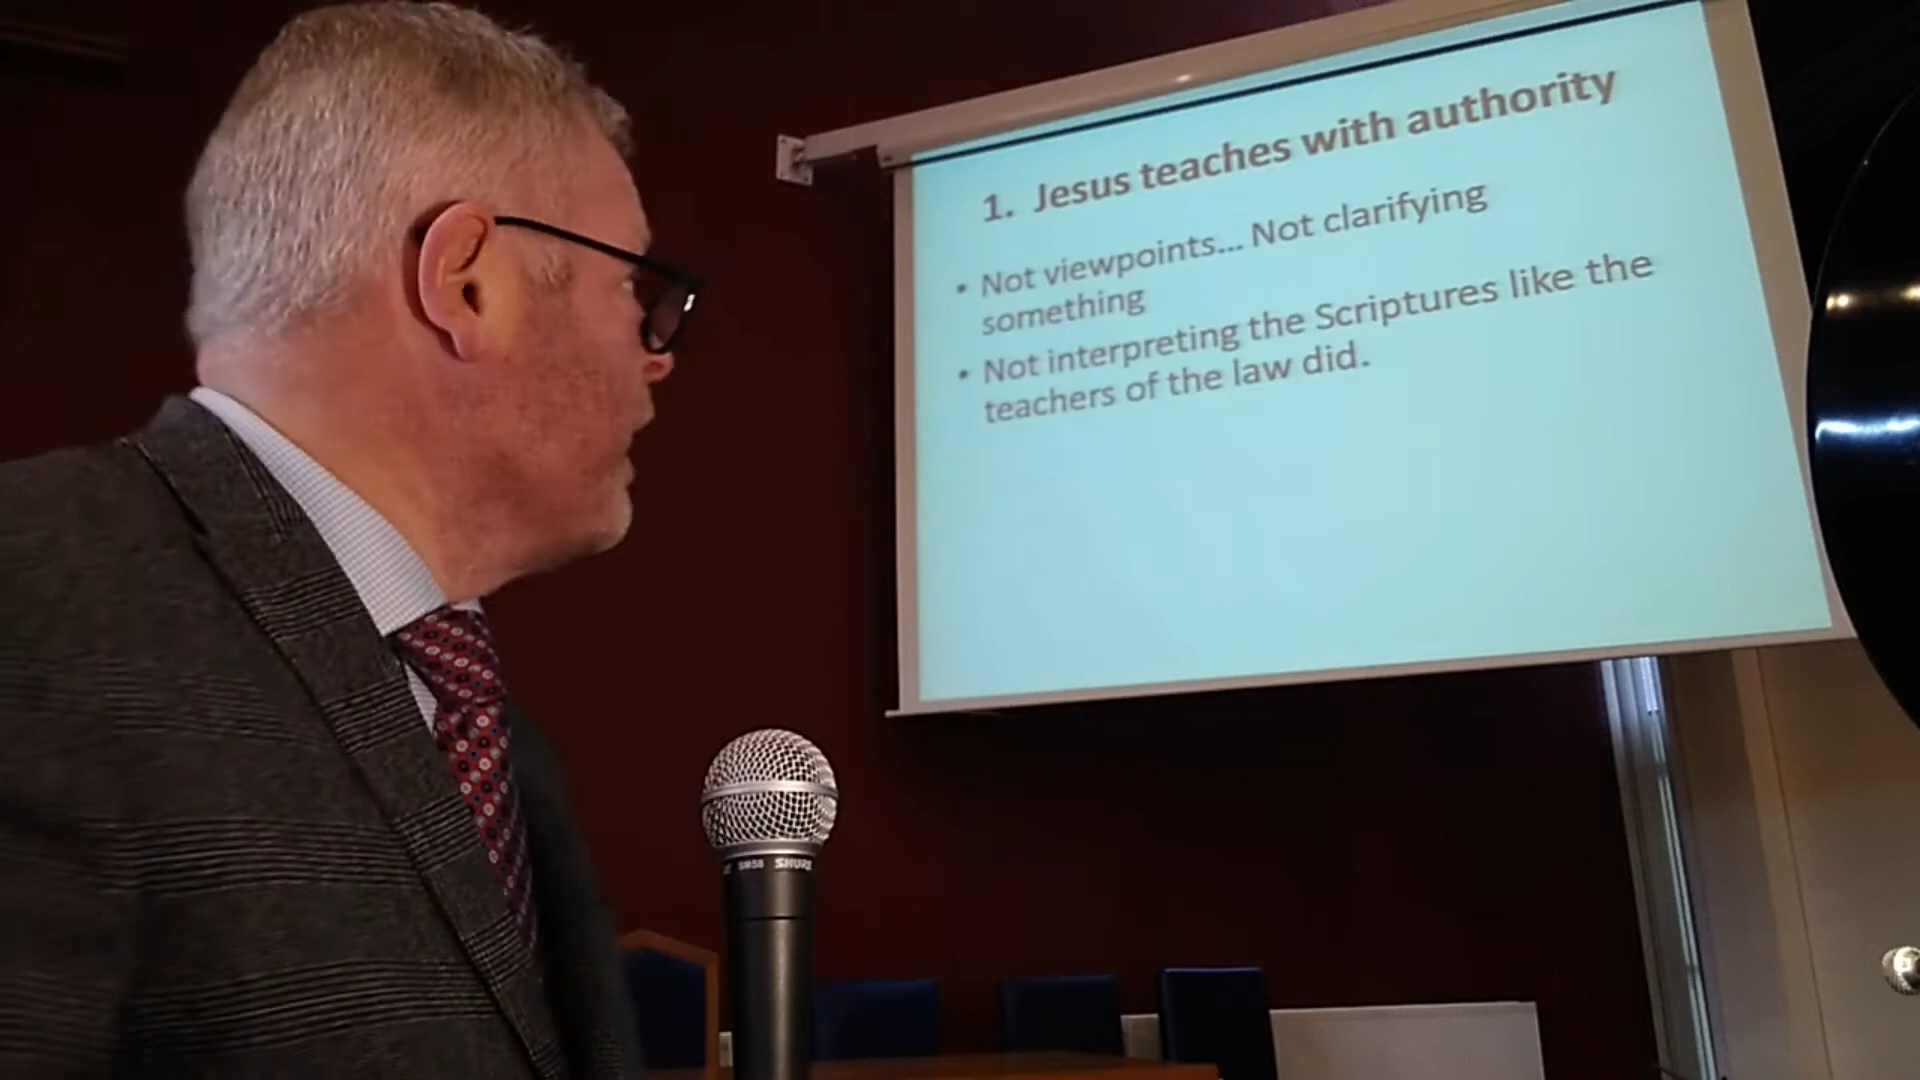 1. Jesus teaches with authority
• Not viewpoints... Not clarifying
something
• Not interpreting the Scriptures like the
teachers of the law did.
SM58 SHURE